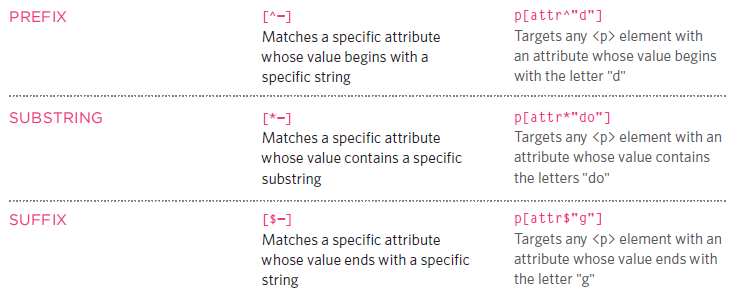 PREFIX
[^=]
Matches a specific attribute
whose value begins with a
specific string
p[attr^"d"]
Targets any <p> element with
an attribute whose value begins
with the letter "d"
SUBSTRING
[*=]
Matches a specific attribute
whose value contains a specific
substring
p[attr*"do"]
Targets any <p> element with an
attribute whose value contains
the letters "do"
SUFFIX
[$=]
Matches a specific attribute
whose value ends with a specific
string
p[attr$"g"]
Targets any <p> element with an
attribute whose value ends with
the letter "g"